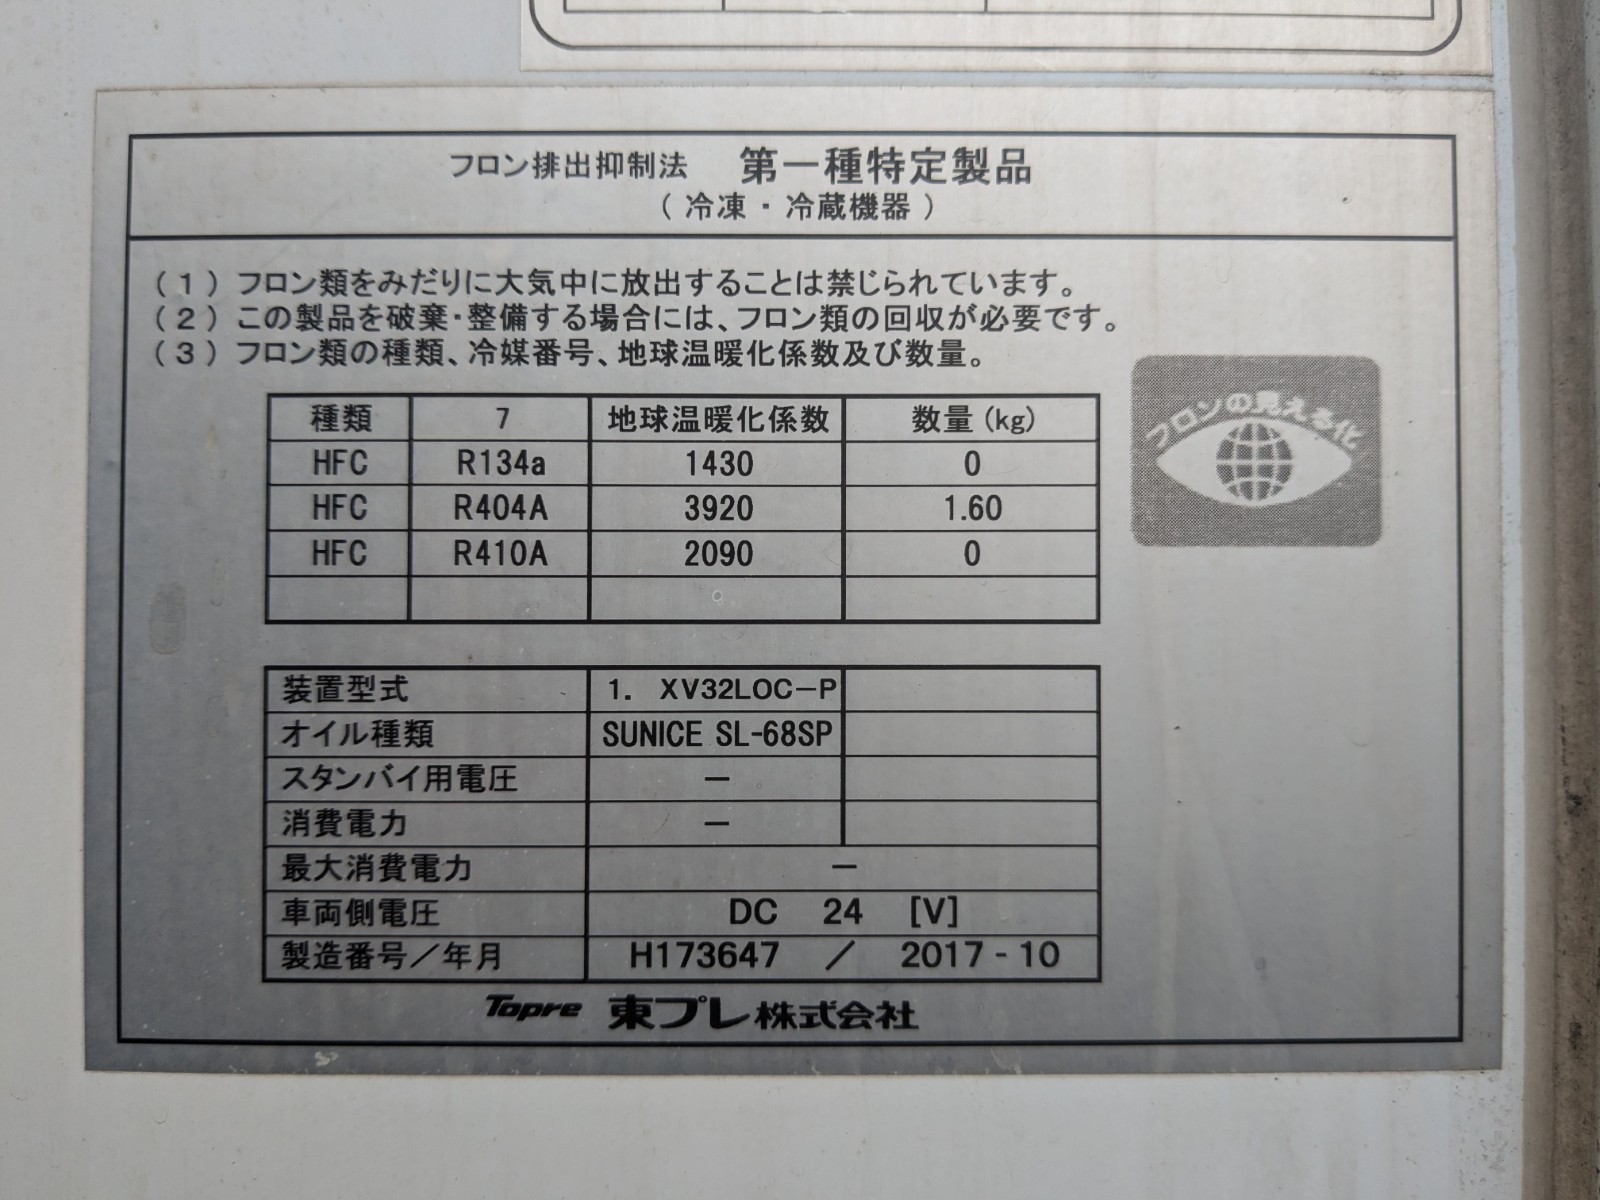 フロン排出抑制法 第一種特定製品
(冷凍・冷蔵機器)
(1)フロン類をみだりに大気中に放出することは禁じられています。
(2)この製品を破棄・整備する場合には、フロン類の回収が必要です。
(3)フロン類の種類、冷媒番号、地球温暖化係数及び数量。
種類 7 地球温暖化係数 数量(kg)
HFC R134a 1430 0
HFC R404A 3920 1.60
HFC R410A 2090 0
フロンの見える化
装置型式 1. XV32LOC-P
オイル種類 SUNICE SL-68SP
スタンバイ用電圧 —
消費電力 —
最大消費電力 —
車両側電圧 DC 24 [V]
製造番号/年月 H173647 / 2017-10
Topre 東プレ株式会社